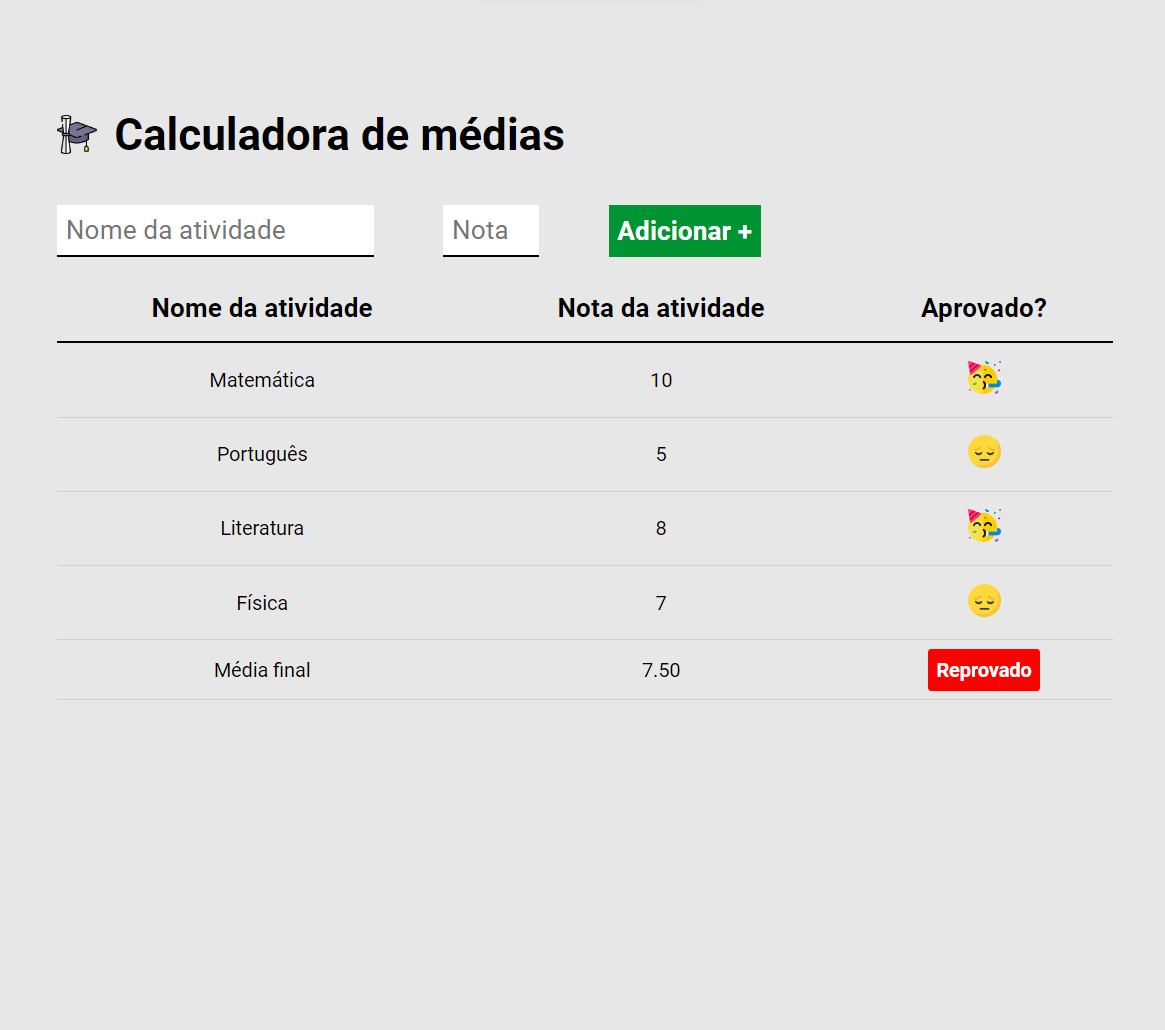 Calculadora de médias
Nome da atividade Nota Adicionar +
Nome da atividade Nota da atividade Aprovado?
Matemática 10
Português 5
Literatura 8
Física 7
Média final 7.50 Reprovado